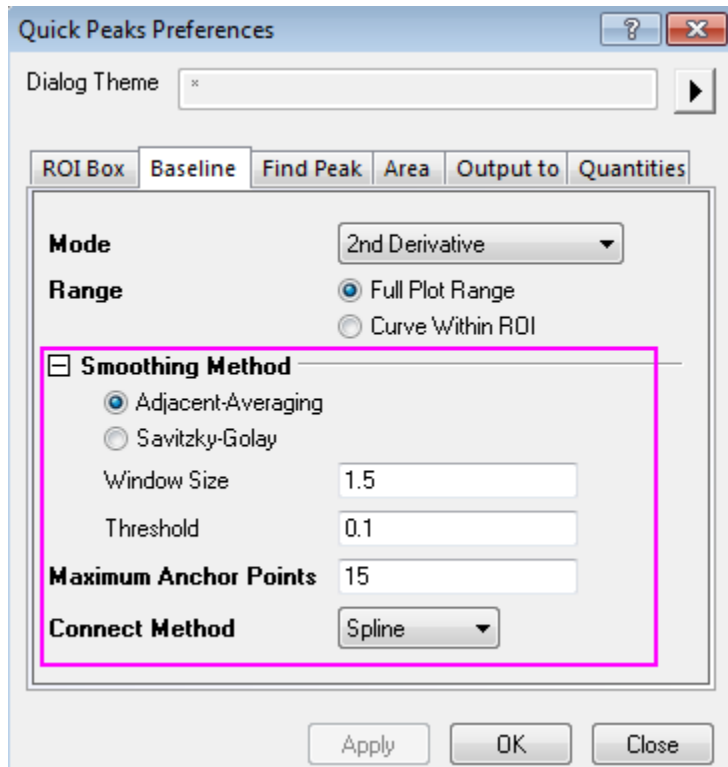 Quick Peaks Preferences
Dialog Theme *
ROI Box Baseline Find Peak Area Output to Quantities
Mode 2nd Derivative
Range Full Plot Range
Curve Within ROI
Smoothing Method
Adjacent-Averaging
Savitzky-Golay
Window Size 1.5
Threshold 0.1
Maximum Anchor Points 15
Connect Method Spline
Apply OK Close